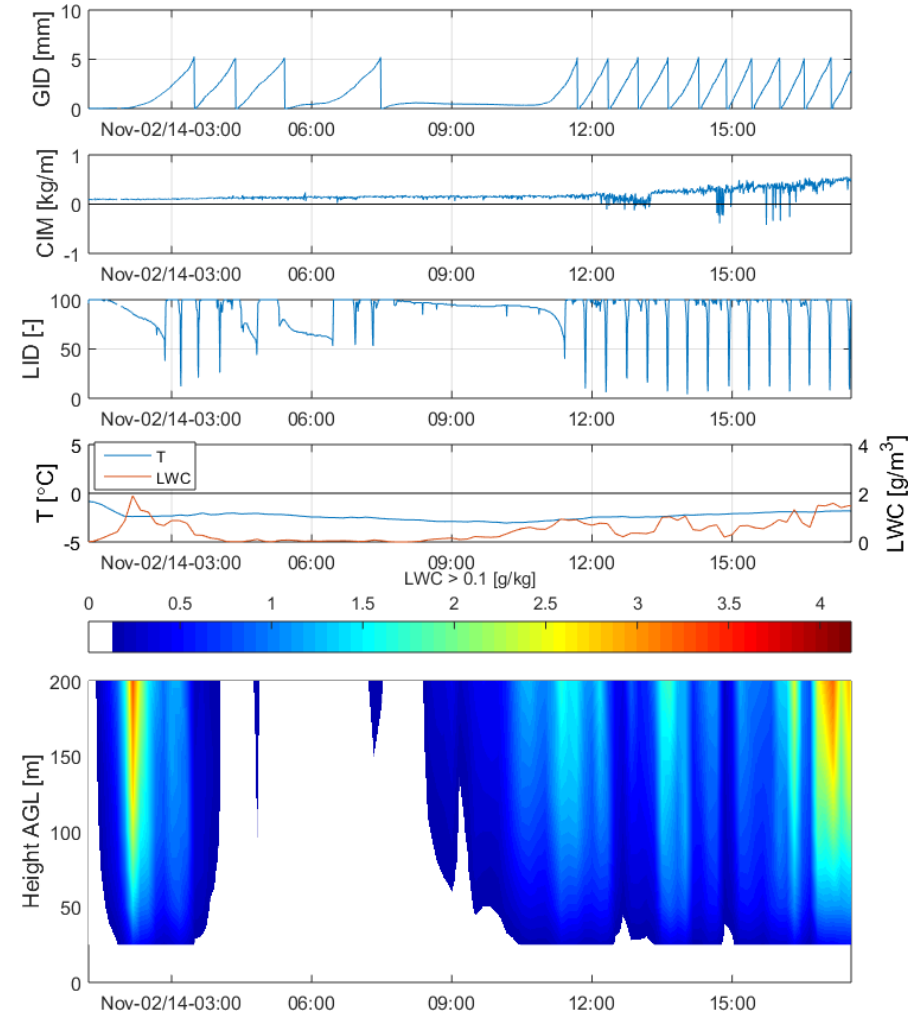 10
GID [mm]
5
0
Nov-02/14-03:00 06:00 09:00 12:00 15:00
1
CIM [kg/m]
0
-1
Nov-02/14-03:00 06:00 09:00 12:00 15:00
100
LID [-]
50
0
Nov-02/14-03:00 06:00 09:00 12:00 15:00
5 4
T [°C] T LWC [g/m³]
LWC
0 2
-5 0
Nov-02/14-03:00 06:00 09:00 12:00 15:00
LWC > 0.1 [g/kg]
0 0.5 1 1.5 2 2.5 3 3.5 4
200
150
Height AGL [m]
100
50
0
Nov-02/14-03:00 06:00 09:00 12:00 15:00